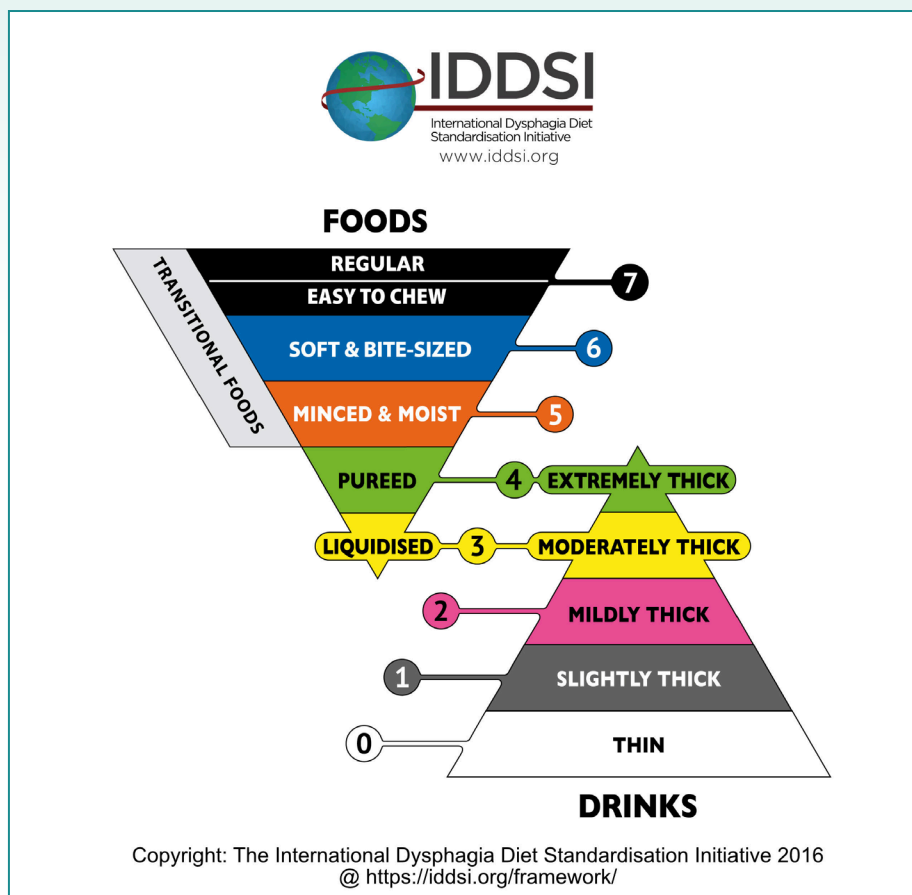 IDDSI
International Dysphagia Diet
Standardisation Initiative
www.iddsi.org
FOODS
TRANSITIONAL FOODS
REGULAR
EASY TO CHEW
7
SOFT & BITE-SIZED
6
MINCED & MOIST
5
PUREED
4
EXTREMELY THICK
LIQUIDISED
3
MODERATELY THICK
2
MILDLY THICK
1
SLIGHTLY THICK
0
THIN
DRINKS
Copyright: The International Dysphagia Diet Standardisation Initiative 2016
@ https://iddsi.org/framework/